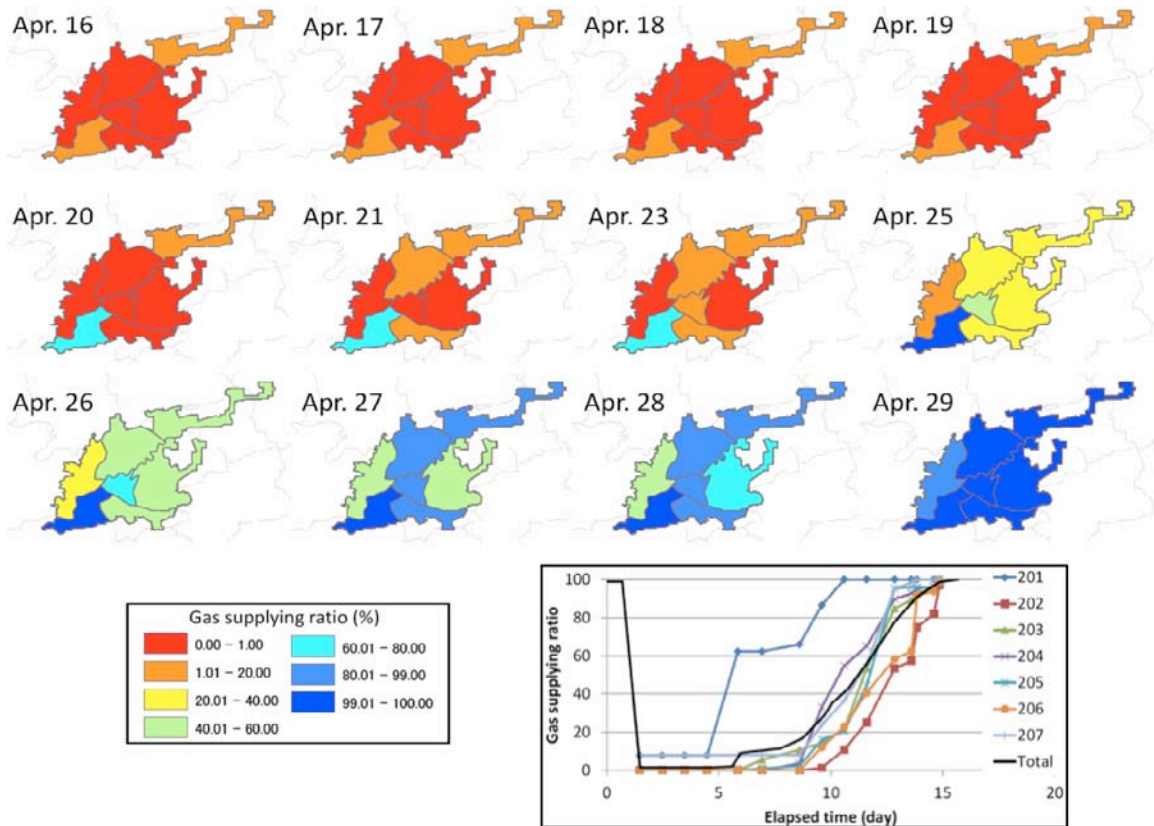 Apr. 16 Apr. 17 Apr. 18 Apr. 19
Apr. 20 Apr. 21 Apr. 23 Apr. 25
Apr. 26 Apr. 27 Apr. 28 Apr. 29
Gas supplying ratio (%)
0.00 – 1.00 60.01 – 80.00
1.01 – 20.00 80.01 – 99.00
20.01 – 40.00 99.01 – 100.00
40.01 – 60.00
Gas supplying ratio
100
80
60
40
20
0
0 5 10 15 20
Elapsed time (day)
201
202
203
204
205
206
207
Total